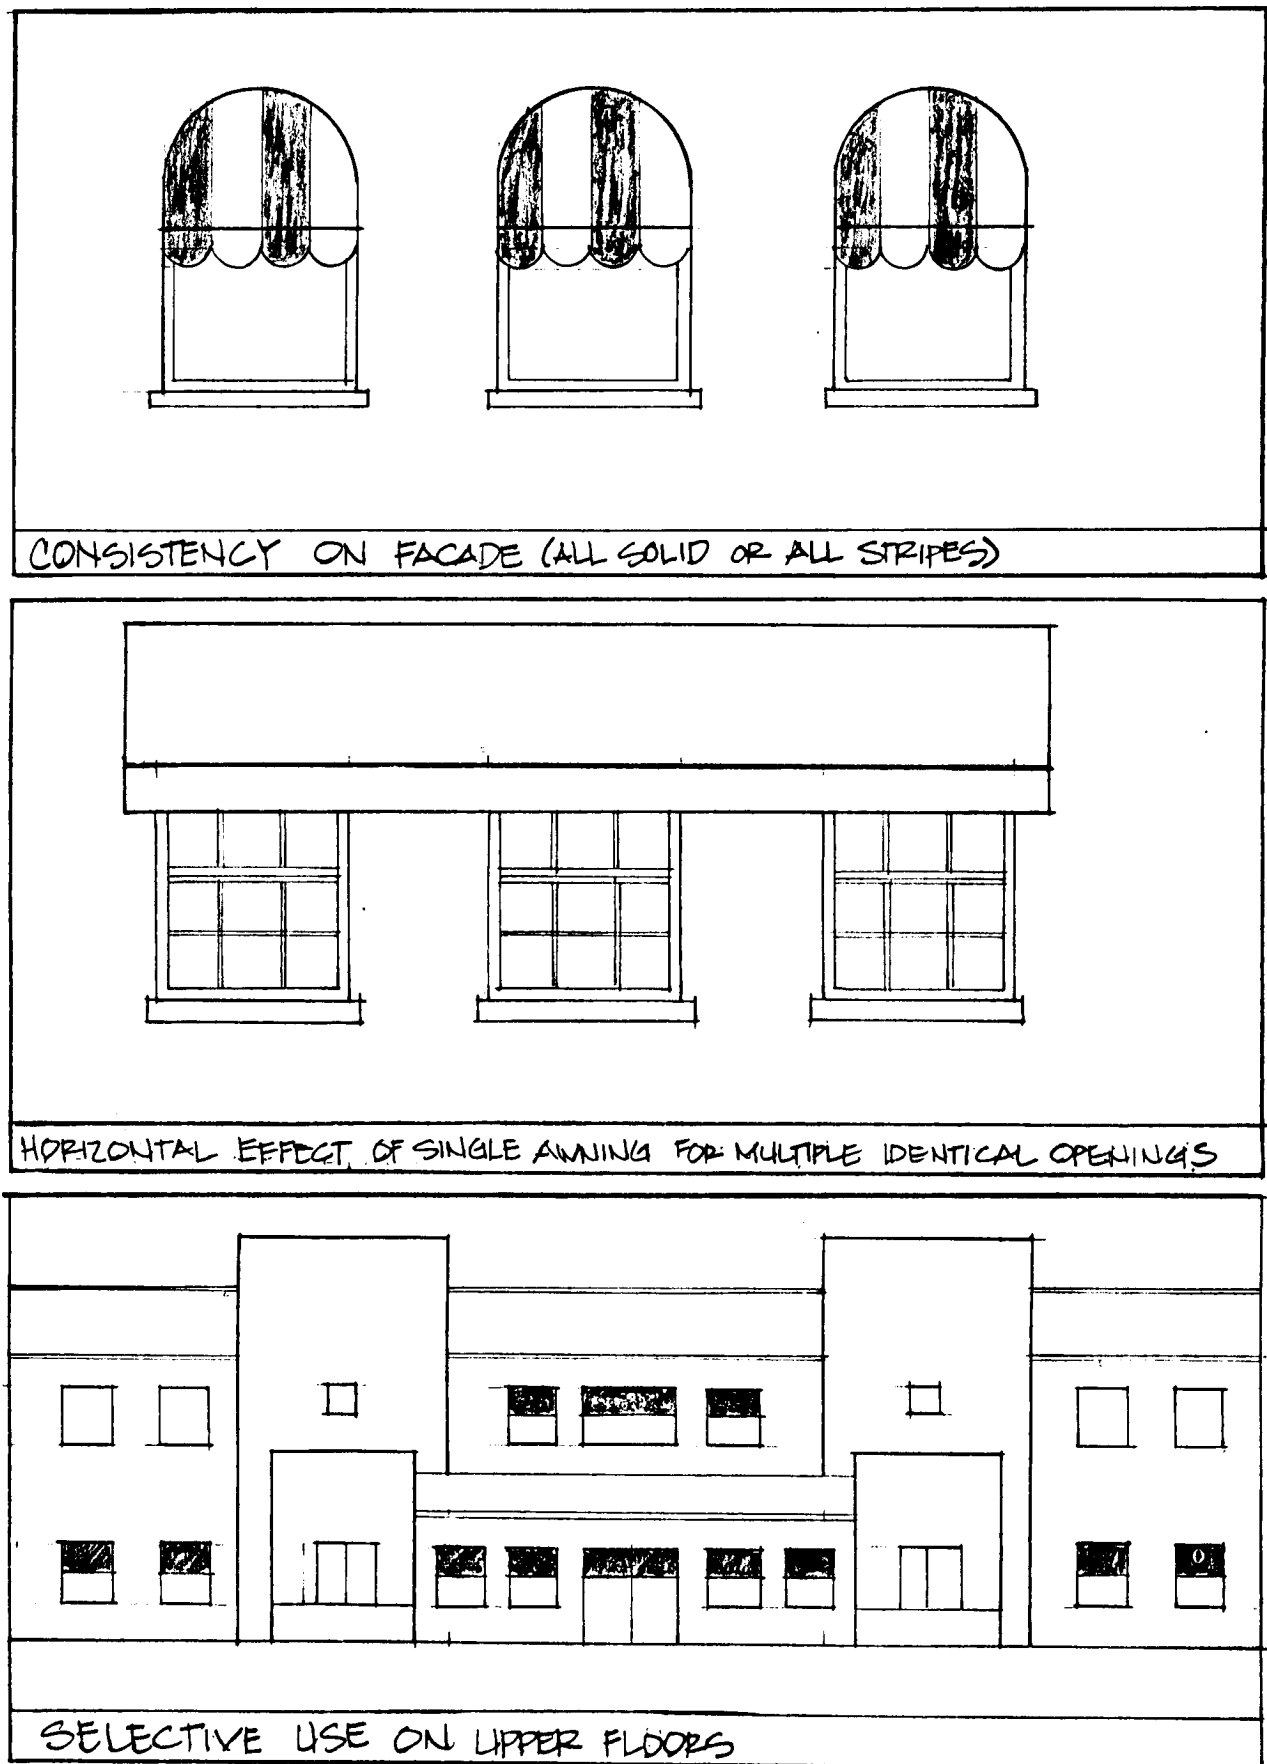 CONSISTENCY ON FACADE (ALL SOLID OR ALL STRIPES)
HORIZONTAL EFFECT OF SINGLE AWNING FOR MULTIPLE IDENTICAL OPENINGS
SELECTIVE USE ON UPPER FLOORS